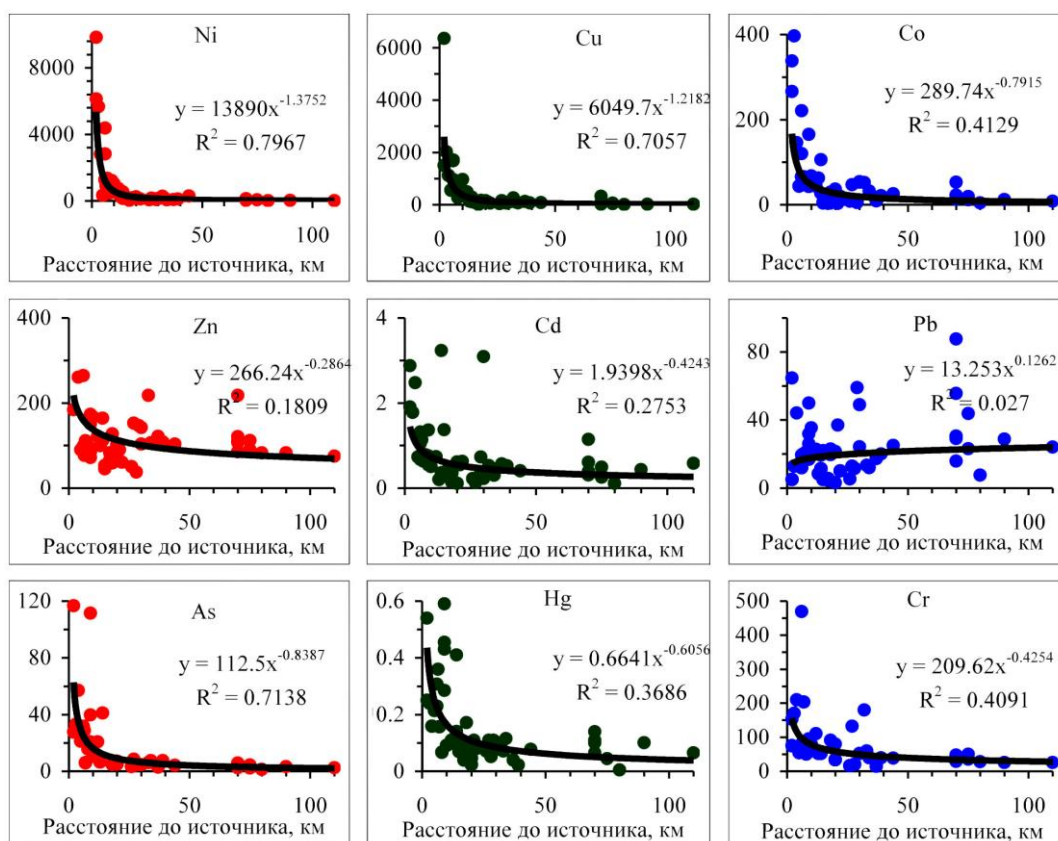 Ni
8000
4000
0
y = 13890x^-1.3752
R^2 = 0.7967
0 50 100
Расстояние до источника, км
Cu
6000
4000
2000
0
y = 6049.7x^-1.2182
R^2 = 0.7057
0 50 100
Расстояние до источника, км
Co
400
200
0
y = 289.74x^-0.7915
R^2 = 0.4129
0 50 100
Расстояние до источника, км
Zn
400
200
0
y = 266.24x^-0.2864
R^2 = 0.1809
0 50 100
Расстояние до источника, км
Cd
4
2
0
y = 1.9398x^-0.4243
R^2 = 0.2753
0 50 100
Расстояние до источника, км
Pb
80
40
0
y = 13.253x^0.1262
R^2 = 0.027
0 50 100
Расстояние до источника, км
As
120
80
40
0
y = 112.5x^-0.8387
R^2 = 0.7138
0 50 100
Расстояние до источника, км
Hg
0.6
0.4
0.2
0
y = 0.6641x^-0.6056
R^2 = 0.3686
0 50 100
Расстояние до источника, км
Cr
500
400
300
200
100
0
y = 209.62x^-0.4254
R^2 = 0.4091
0 50 100
Расстояние до источника, км